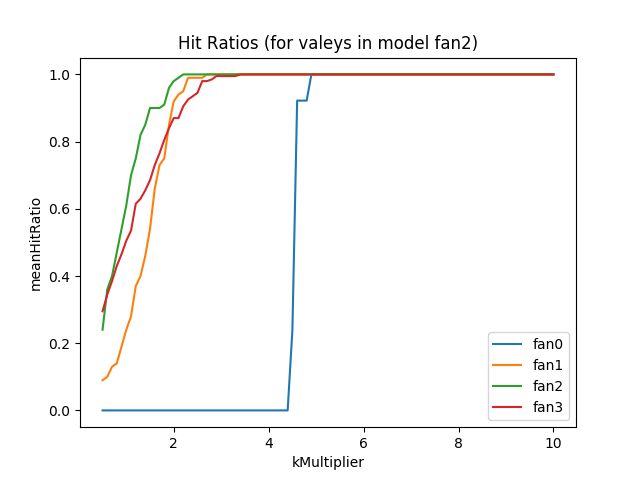 Hit Ratios (for valeys in model fan2)
meanHitRatio
1.0
0.8
0.6
0.4
0.2
0.0
2
4
6
8
10
kMultiplier
fan0
fan1
fan2
fan3